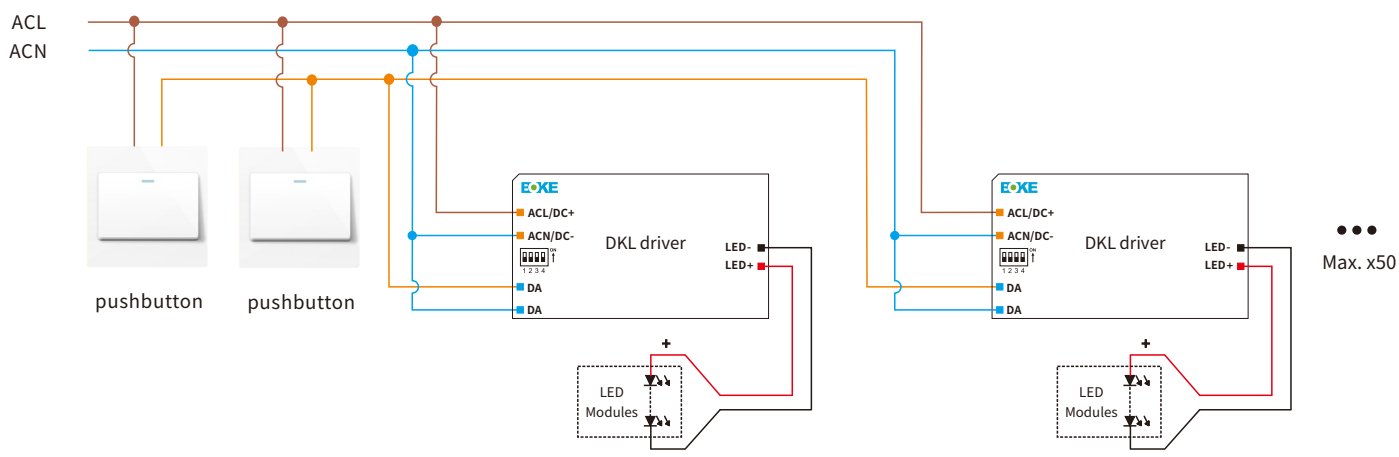 ACL
ACN
pushbutton
pushbutton
EOKE
ACL/DC+
ACN/DC-
ON
1 2 3 4
DA
DA
DKL driver
LED-
LED+
+
LED
Modules
EOKE
ACL/DC+
ACN/DC-
ON
1 2 3 4
DA
DA
DKL driver
LED-
LED+
+
LED
Modules
Max. x50